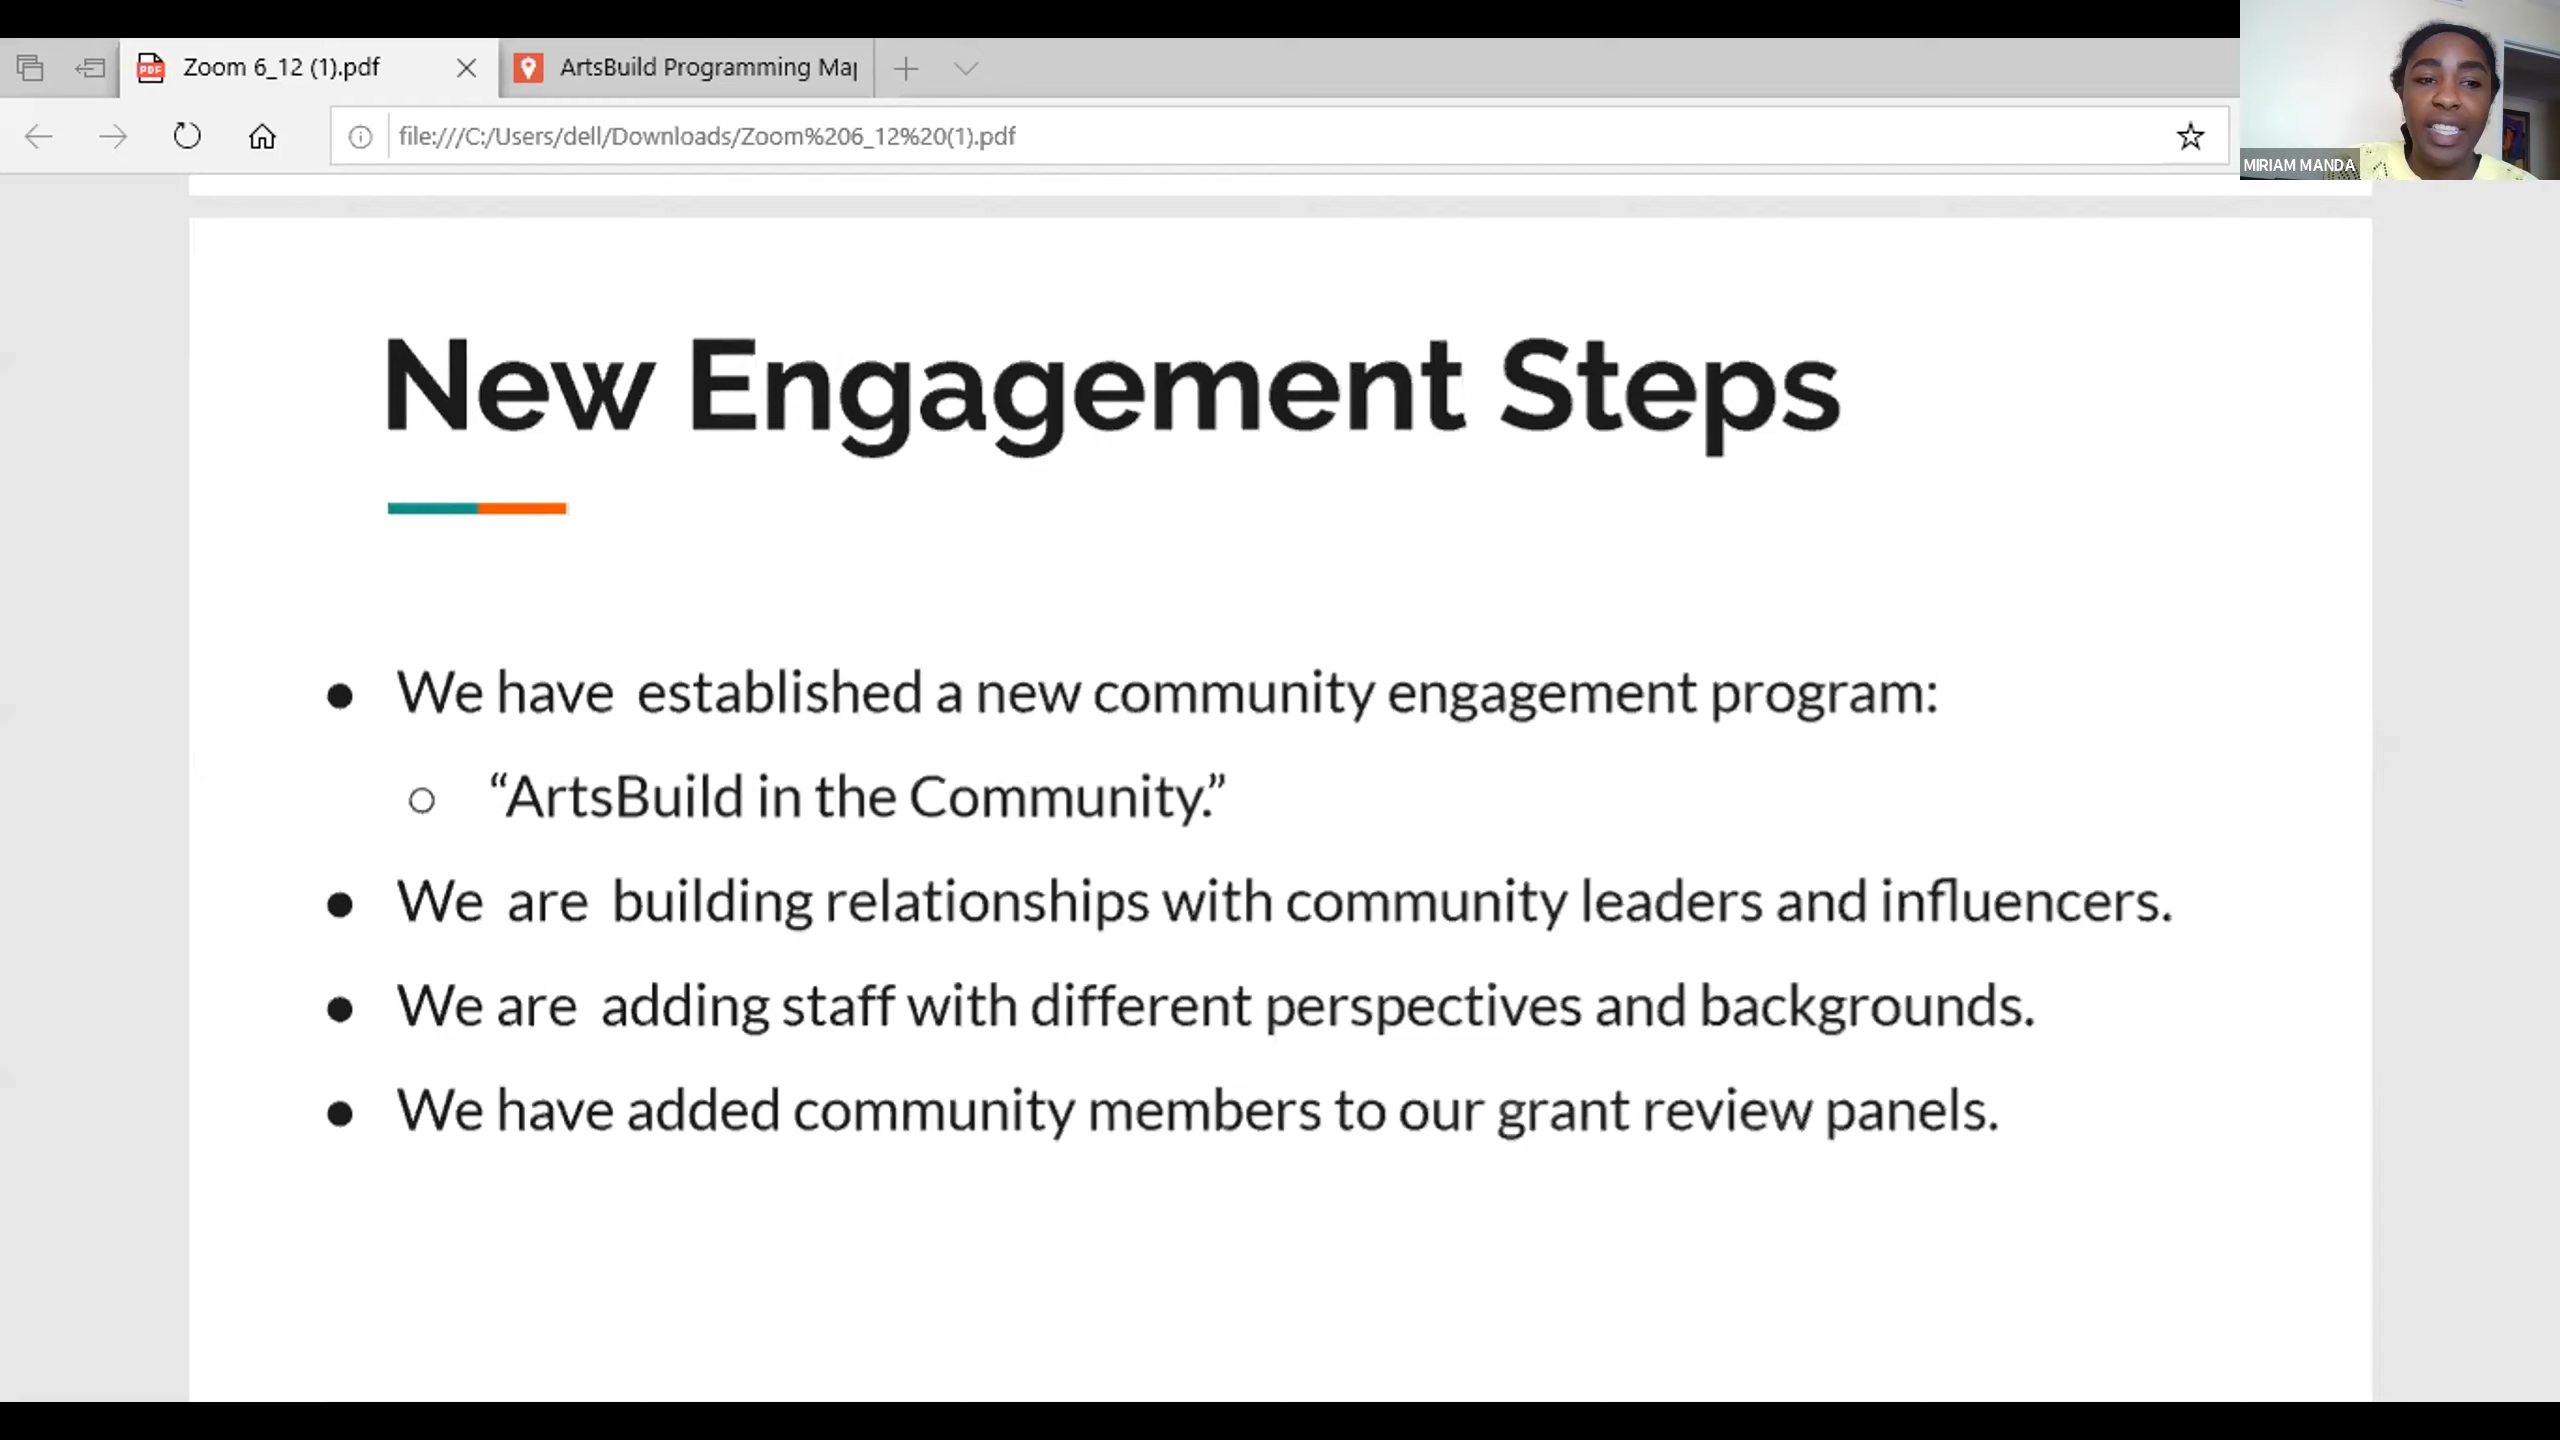 Zoom 6_12 (1).pdf
ArtsBuild Programming Ma
file:///C:/Users/dell/Downloads/Zoom%206_12%20(1).pdf
MIRIAM MANDA
New Engagement Steps
● We have established a new community engagement program:
○ “ArtsBuild in the Community.”
● We are building relationships with community leaders and influencers.
● We are adding staff with different perspectives and backgrounds.
● We have added community members to our grant review panels.